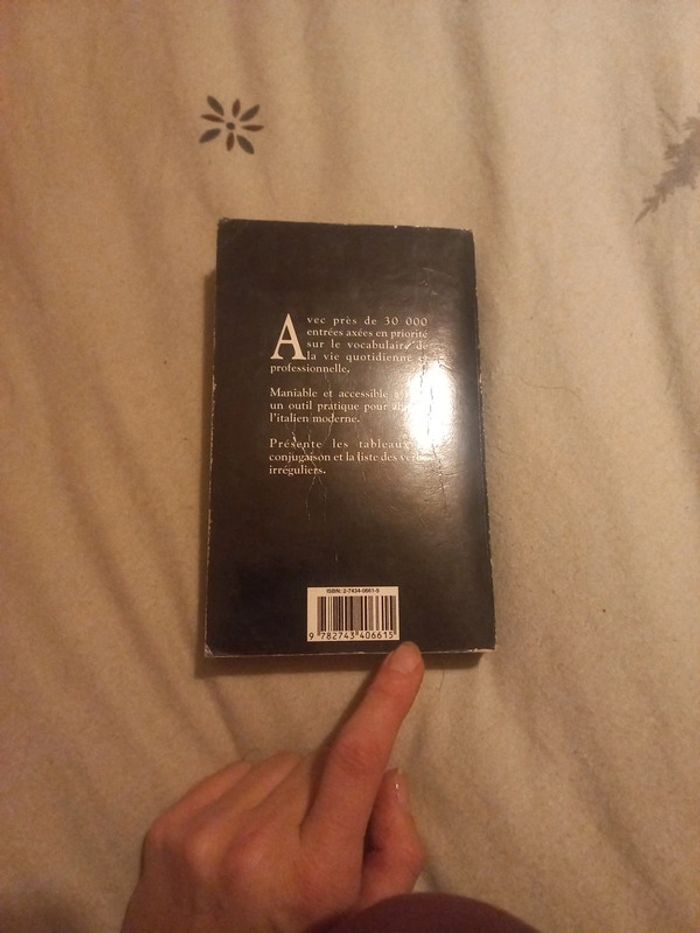 Avec près de 30 000
entrées axées en priorité
sur le vocabulaire de
la vie quotidienne
professionnelle.
Maniable et accessible
un outil pratique pour
l'italien moderne.
Présente les tableaux
conjugaison et la liste des
irréguliers.
ISBN: 2-7434-0661-5
9 782743 406615